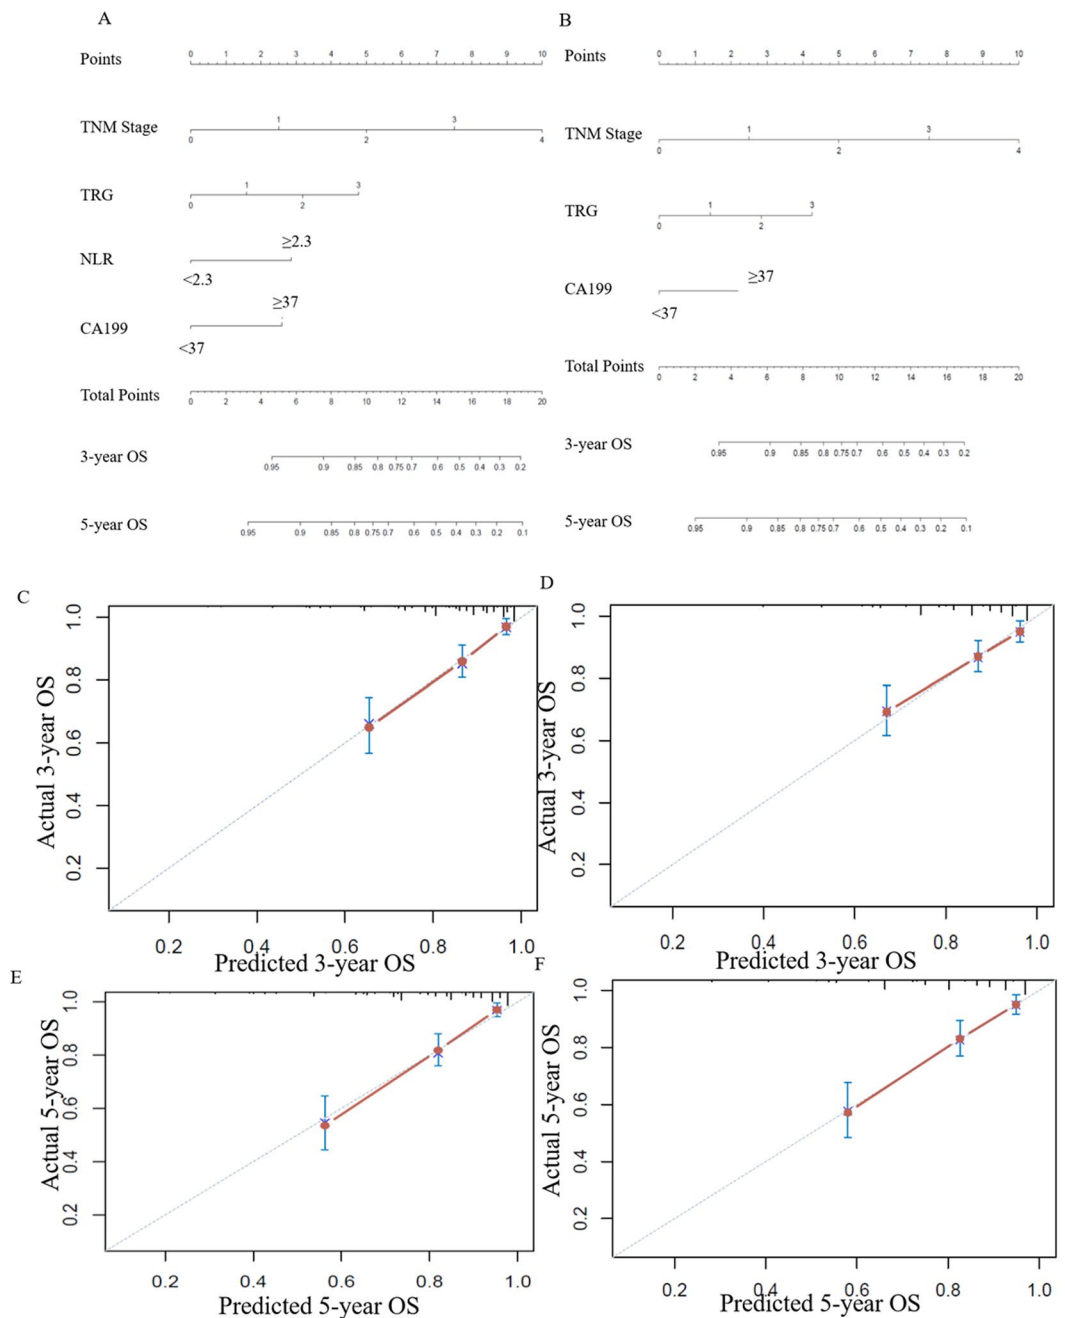 A
Points
0 1 2 3 4 5 6 7 8 9 10
TNM Stage
1 3
0 2 4
TRG
1 3
0 2
NLR
≥2.3
<2.3
CA199
≥37
<37
Total Points
0 2 4 6 8 10 12 14 16 18 20
3-year OS
0.95 0.9 0.85 0.8 0.75 0.7 0.6 0.5 0.4 0.3 0.2
5-year OS
0.95 0.9 0.85 0.8 0.75 0.7 0.6 0.5 0.4 0.3 0.2 0.1
B
Points
0 1 2 3 4 5 6 7 8 9 10
TNM Stage
1 3
0 2 4
TRG
1 3
0 2
CA199
≥37
<37
Total Points
0 2 4 6 8 10 12 14 16 18 20
3-year OS
0.95 0.9 0.85 0.8 0.75 0.7 0.6 0.5 0.4 0.3 0.2
5-year OS
0.95 0.9 0.85 0.8 0.75 0.7 0.6 0.5 0.4 0.3 0.2 0.1
C
Actual 3-year OS
1.0
0.8
0.6
0.4
0.2
0.2 0.4 0.6 0.8 1.0
Predicted 3-year OS
D
Actual 3-year OS
1.0
0.8
0.6
0.4
0.2
0.2 0.4 0.6 0.8 1.0
Predicted 3-year OS
E
Actual 5-year OS
1.0
0.8
0.6
0.4
0.2
0.2 0.4 0.6 0.8 1.0
Predicted 5-year OS
F
Actual 5-year OS
1.0
0.8
0.6
0.4
0.2
0.2 0.4 0.6 0.8 1.0
Predicted 5-year OS